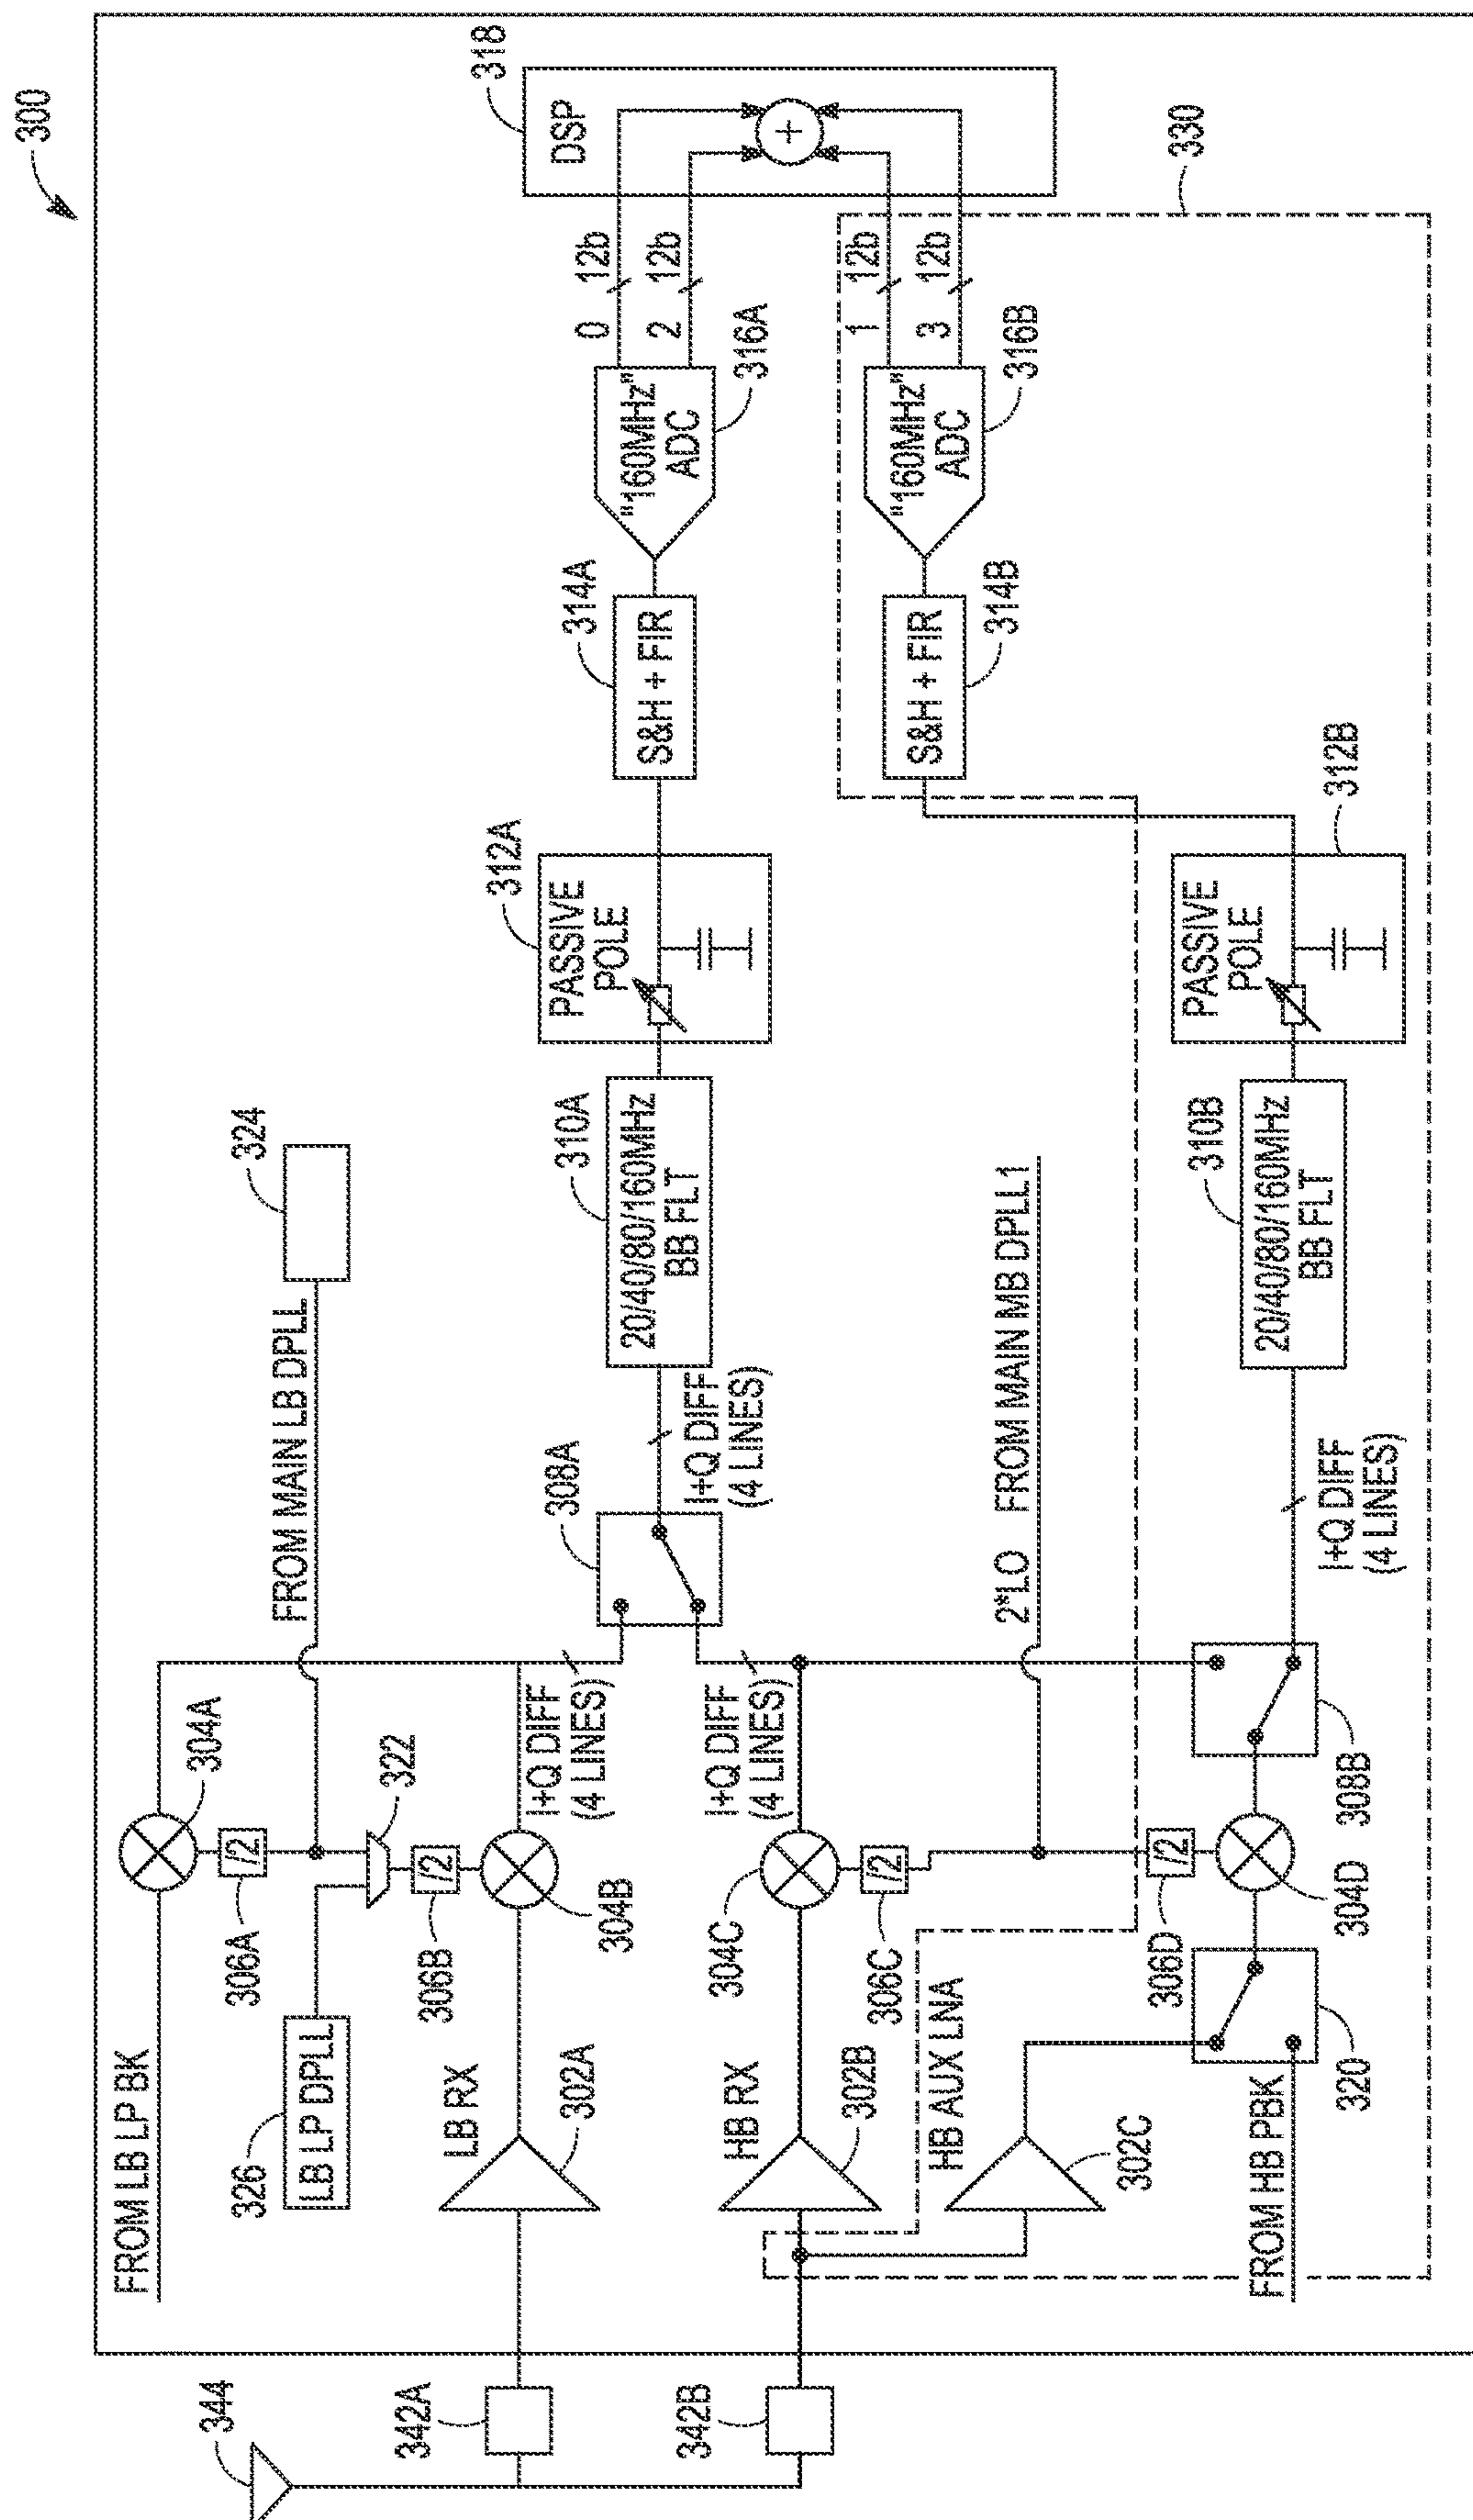 300
318
DSP
+
330
0
12b
2
12b
1
12b
3
12b
"160MHz"
ADC
316A
"160MHz"
ADC
316B
314A
S&H + FIR
S&H + FIR
314B
312A
PASSIVE
POLE
312B
PASSIVE
POLE
324
310A
20/40/80/160MHz
BB FLT
310B
20/40/80/160MHz
BB FLT
FROM MAIN LB DPLL
308A
I+Q DIFF
(4 LINES)
2*LO FROM MAIN MB DPLL1
I+Q DIFF
(4 LINES)
304A
322
I+Q DIFF
(4 LINES)
I+Q DIFF
(4 LINES)
308B
/2
306A
/2
306B
304B
304C
/2
306C
/2
306D
304D
FROM LB LP BK
326
LB LP DPLL
LB RX
302A
HB RX
302B
HB AUX LNA
302C
320
FROM HB PBK
344
342A
342B